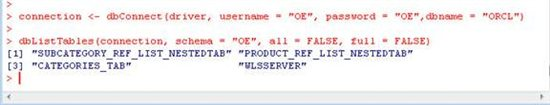 >
> connection <- dbConnect(driver, username = "OE", password = "OE",dbname = "ORCL")
>
> dbListTables(connection, schema = "OE", all = FALSE, full = FALSE)
[1] "SUBCATEGORY_REF_LIST_NESTEDTAB" "PRODUCT_REF_LIST_NESTEDTAB"
[3] "CATEGORIES_TAB" "WLSSERVER"
> |